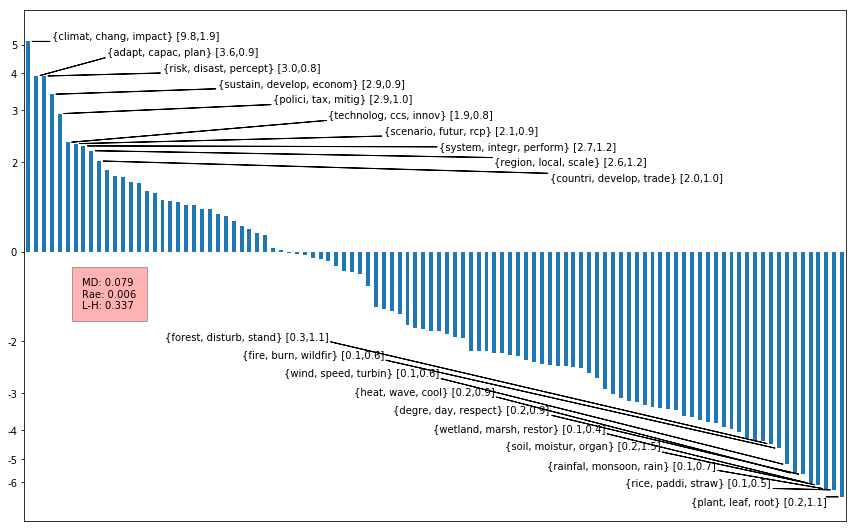 {climat, chang, impact} [9.8,1.9]
{adapt, capac, plan} [3.6,0.9]
{risk, disast, percept} [3.0,0.8]
{sustain, develop, econom} [2.9,0.9]
{polici, tax, mitig} [2.9,1.0]
{technolog, ccs, innov} [1.9,0.8]
{scenario, futur, rcp} [2.1,0.9]
{system, integr, perform} [2.7,1.2]
{region, local, scale} [2.6,1.2]
{countri, develop, trade} [2.0,1.0]
5
4
3
2
0
-2
-3
-4
-5
-6
MD: 0.079
Rae: 0.006
L-H: 0.337
{forest, disturb, stand} [0.3,1.1]
{fire, burn, wildfir} [0.1,0.6]
{wind, speed, turbin} [0.1,0.6]
{heat, wave, cool} [0.2,0.9]
{degre, day, respect} [0.2,0.9]
{wetland, marsh, restor} [0.1,0.4]
{soil, moistur, organ} [0.2,1.5]
{rainfal, monsoon, rain} [0.1,0.7]
{rice, paddi, straw} [0.1,0.5]
{plant, leaf, root} [0.2,1.1]